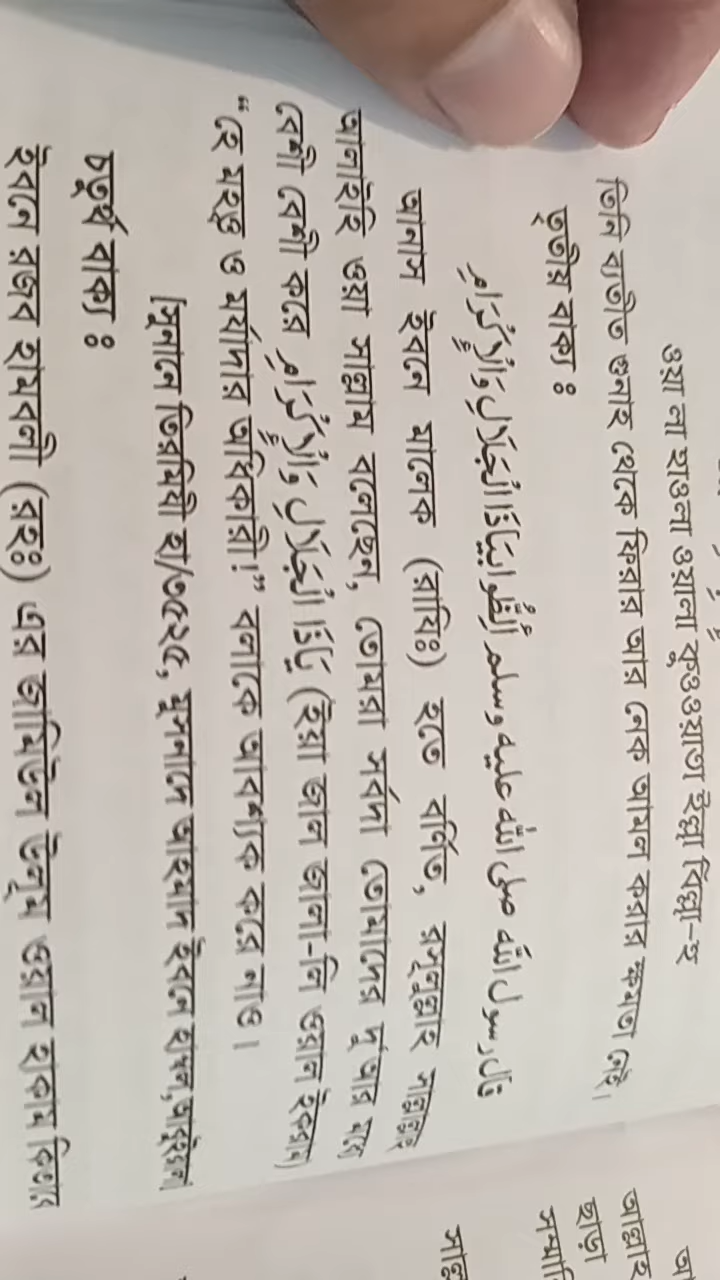 ওয়া লা হাওলা ওয়ালা কুওওয়াতা ইল্লা বিল্লা-হ
তিনি ব্যতীত গুনাহ থেকে ফিরার আর নেক আমল করার ক্ষমতা নেই।
তৃতীয় বাক্য ঃ
قال رسول الله صلى الله عليه وسلم أَلِظُّوا بِيَاذَا الْجَلَالِ وَالْإِكْرَامِ
আনাস ইবনে মালেক (রাযিঃ) হতে বর্ণিত, রসূলুল্লাহ সাল্লাল্লাহু
আলাইহি ওয়া সাল্লাম বলেছেন, তোমরা সর্বদা তোমাদের দু'আর মধ্যে
বেশী বেশী করে يَاذَا الْجَلَالِ وَالْإِكْرَامِ (ইয়া জাল জালা-লি ওয়াল ইকরাম)
“হে মহত্ত্ব ও মর্যাদার অধিকারী!” বলাকে আবশ্যক করে নাও।
সুনানে তিরমিযী হা/৩৫২৫, মুসনাদে আহমাদ ইবনে হাম্বল,
চতুর্থ বাক্য ঃ
ইবনে রজব হামবলী (রহঃ) এর জামিউল উলূম ওয়াল হাকাম কিতাবে
আল্লাহ
ছাড়া